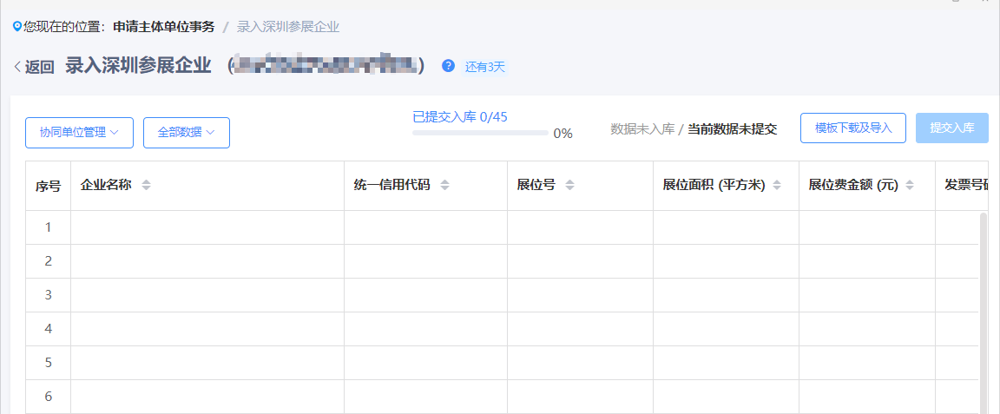 您现在的位置：申请主体单位事务 / 录入深圳参展企业
返回 录入深圳参展企业 （ ） ? 还有3天
协同单位管理 全部数据 已提交入库 0/45 0% 数据未入库 / 当前数据未提交 模板下载及导入 提交入库
序号 企业名称 统一信用代码 展位号 展位面积 (平方米) 展位费金额 (元) 发票号
1
2
3
4
5
6